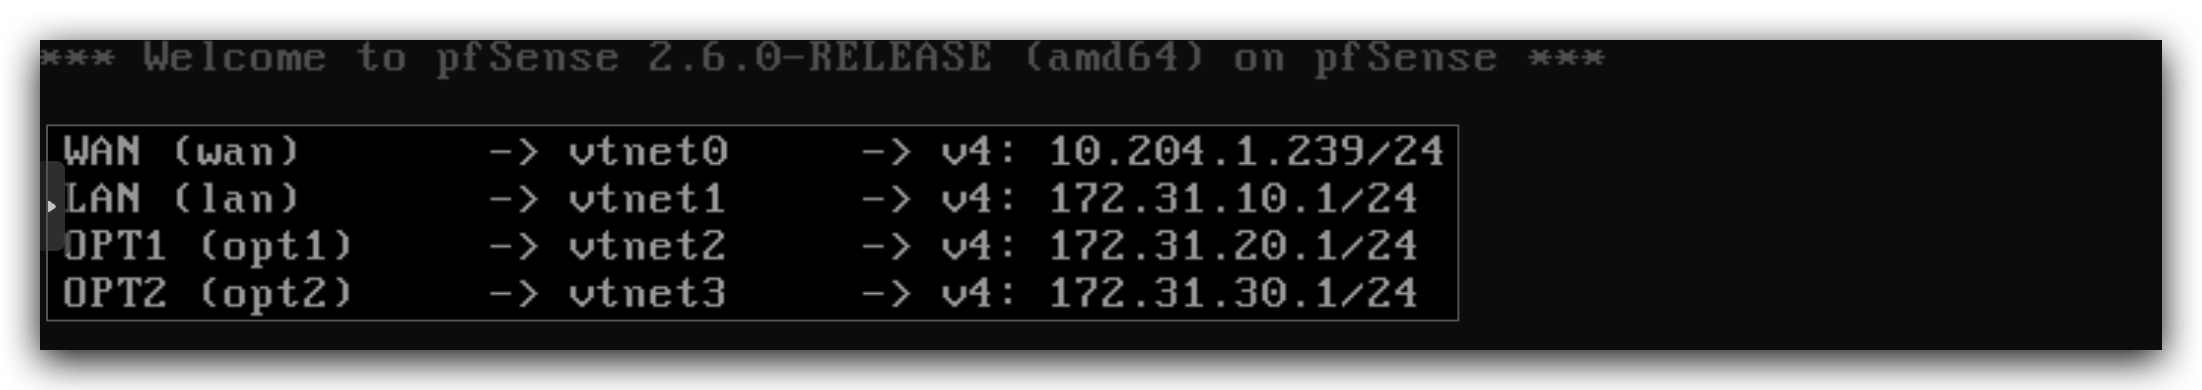 *** Welcome to pfSense 2.6.0-RELEASE (amd64) on pfSense ***
WAN (wan) -> vtnet0 -> v4: 10.204.1.239/24
LAN (lan) -> vtnet1 -> v4: 172.31.10.1/24
OPT1 (opt1) -> vtnet2 -> v4: 172.31.20.1/24
OPT2 (opt2) -> vtnet3 -> v4: 172.31.30.1/24